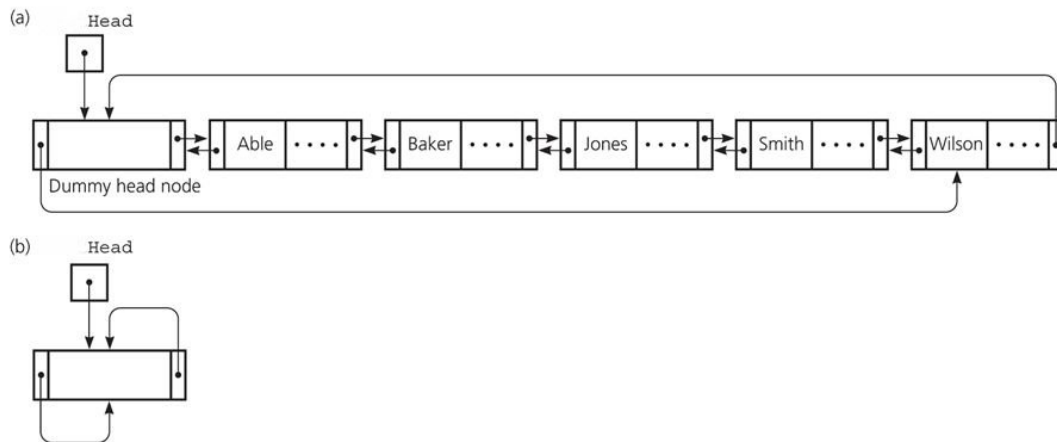 (a) Head
Able • • • • Baker • • • • Jones • • • • Smith • • • • Wilson • • • •
Dummy head node
(b) Head